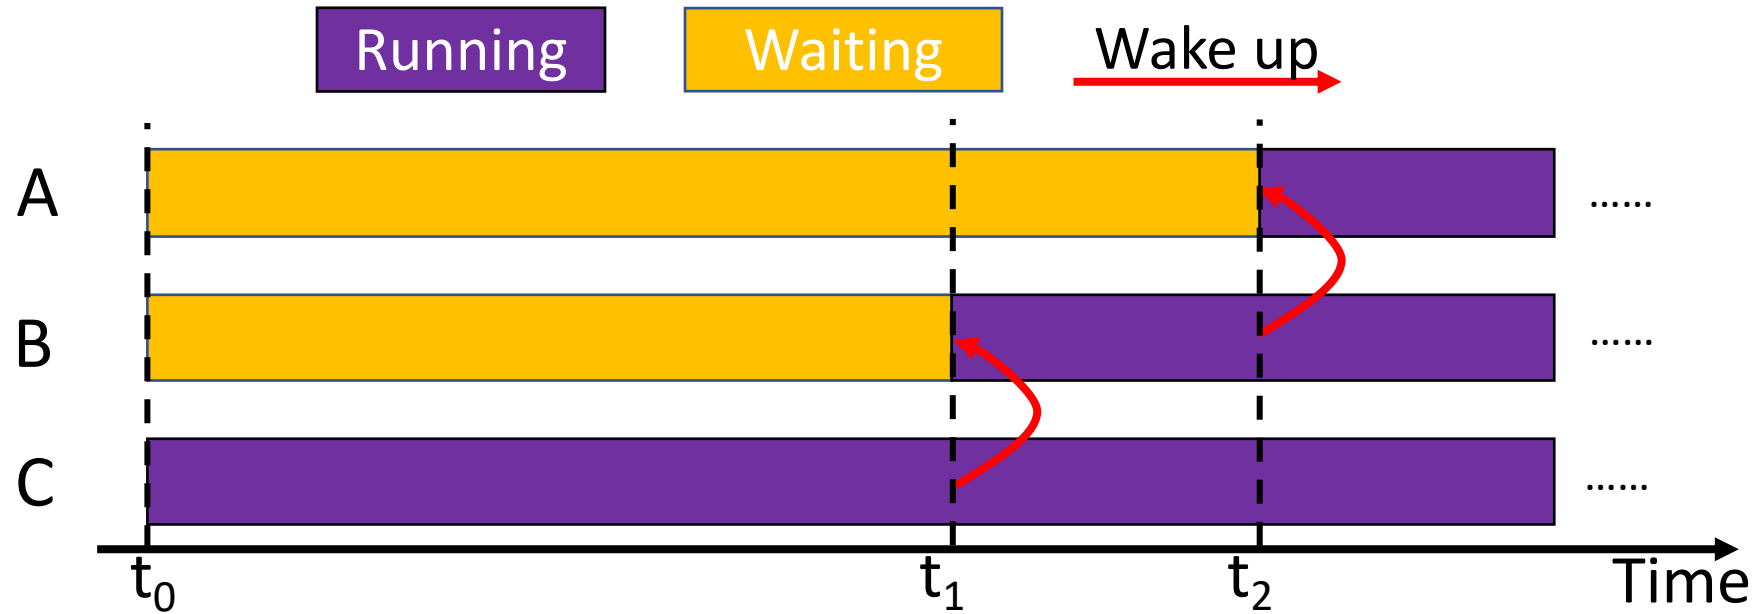 Running Waiting Wake up
A ......
B ......
C ......
t₀ t₁ t₂ Time